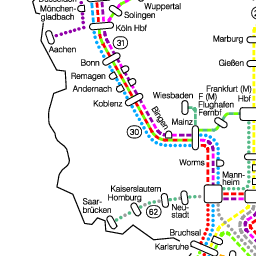 Düsseldorf
Wuppertal
Mönchen-
gladbach
Solingen
Köln Hbf
Marburg
Aachen
31
Bonn
Gießen
Remagen
Andernach
Wiesbaden
Frankfurt (M)
Hbf
F (M)
Flughafen
Fernbf
Koblenz
Bingen
Mainz
30
Worms
Mann-
heim
Kaiserslautern
Homburg
Saar-
brücken
62
Neu-
stadt
Bruchsal
Karlsruhe